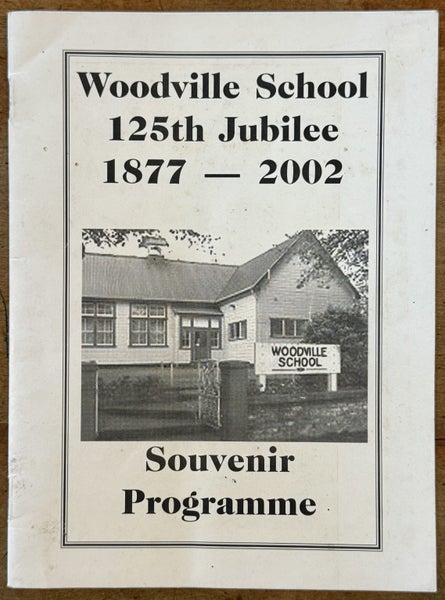 Woodville School
125th Jubilee
1877 — 2002
WOODVILLE
SCHOOL
Souvenir
Programme